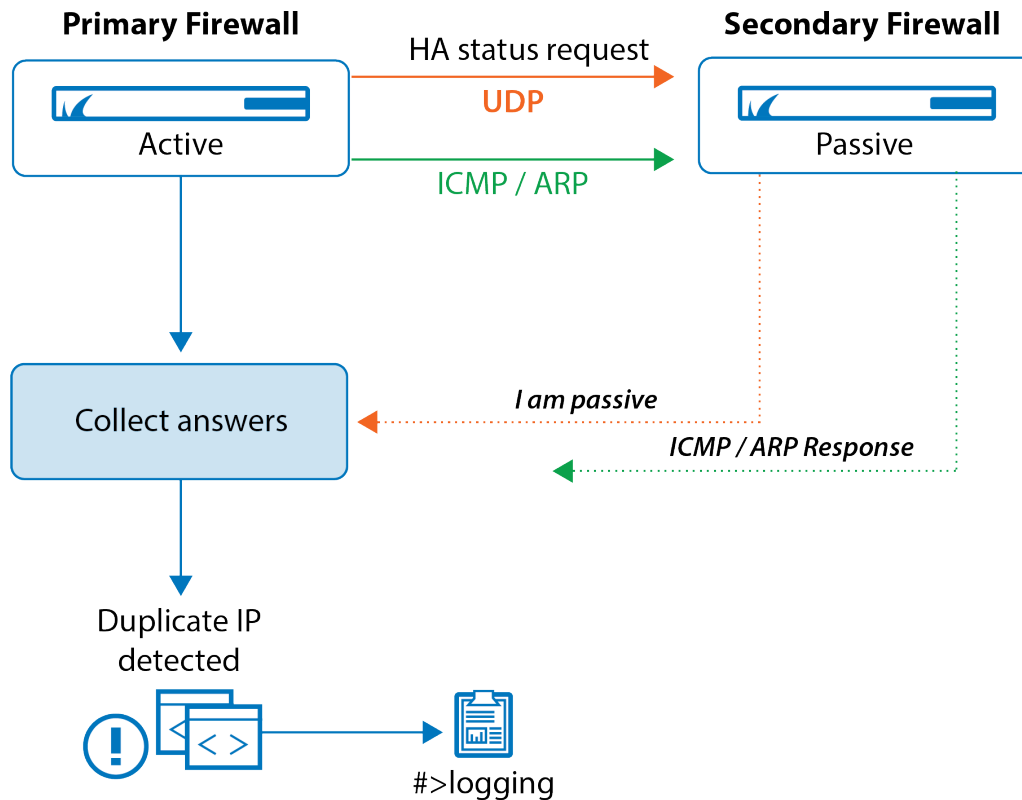 Primary Firewall
Secondary Firewall
HA status request
UDP
Active
Passive
ICMP / ARP
Collect answers
I am passive
ICMP / ARP Response
Duplicate IP
detected
< >
#>logging